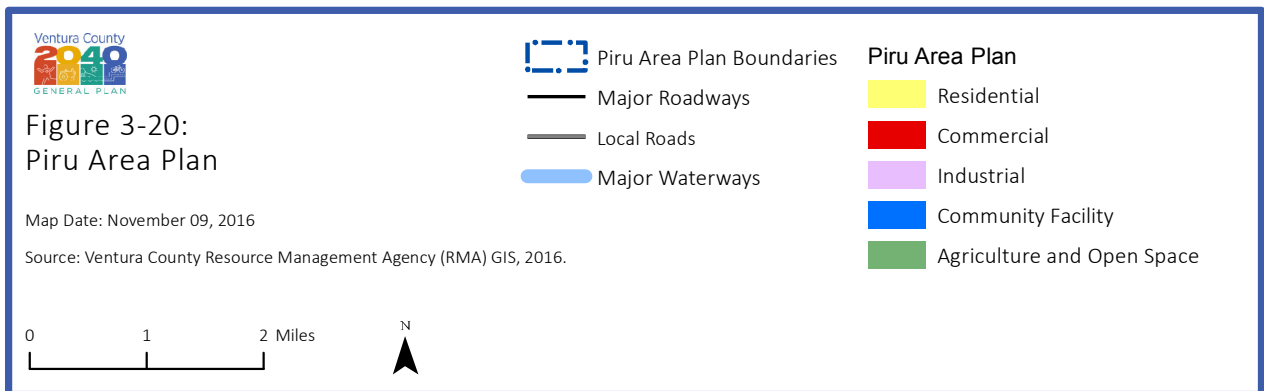 Ventura County
2040
GENERAL PLAN
Figure 3-20:
Piru Area Plan
Map Date: November 09, 2016
Source: Ventura County Resource Management Agency (RMA) GIS, 2016.
0 1 2 Miles
N
Piru Area Plan Boundaries
Major Roadways
Local Roads
Major Waterways
Piru Area Plan
Residential
Commercial
Industrial
Community Facility
Agriculture and Open Space